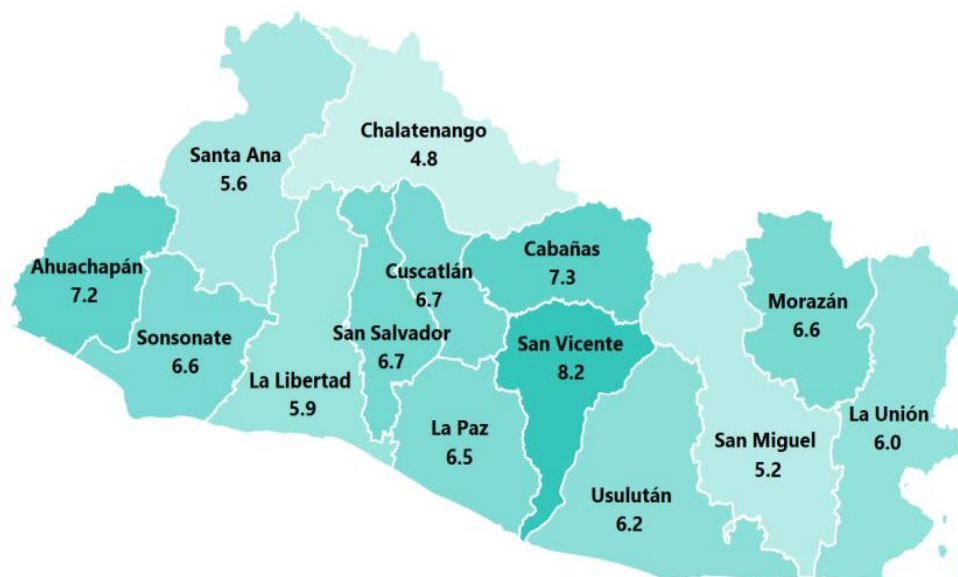 Chalatenango
4.8
Santa Ana
5.6
Cabañas
7.3
Ahuachapán
7.2
Cuscatlán
6.7
Morazán
6.6
Sonsonate
6.6
San Salvador
6.7
San Vicente
8.2
La Libertad
5.9
La Unión
6.0
La Paz
6.5
San Miguel
5.2
Usulután
6.2